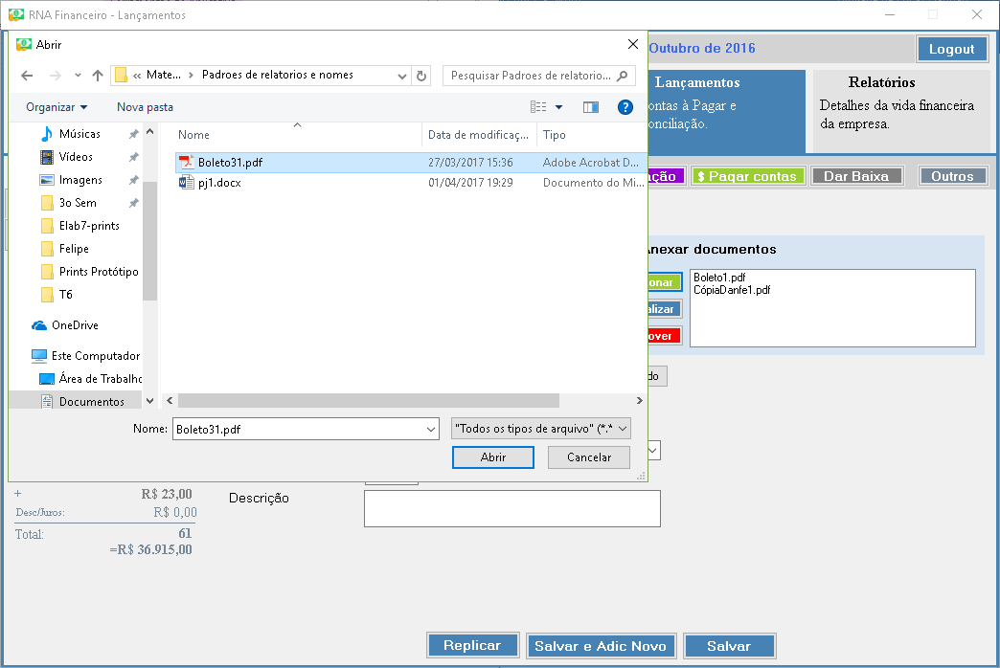 RNA Financeiro - Lançamentos
Abrir
« Mate... > Padroes de relatorios e nomes
Pesquisar Padroes de relatorio...
Organizar
Nova pasta
Músicas
Vídeos
Imagens
3o Sem
Elab7-prints
Felipe
Prints Protótipo
T6
OneDrive
Este Computador
Área de Trabalho
Documentos
Nome
Data de modificaç...
Tipo
Boleto31.pdf
27/03/2017 15:36
Adobe Acrobat D...
pj1.docx
01/04/2017 19:29
Documento do Mi...
Nome:
Boleto31.pdf
"Todos os tipos de arquivo" (*.*
Abrir
Cancelar
Outubro de 2016
Logout
Lançamentos
ontas à Pagar e
onciliação.
Relatórios
Detalhes da vida financeira
da empresa.
ação
$ Pagar contas
Dar Baixa
Outros
Anexar documentos
onar
alizar
over
Boleto1.pdf
CópiaDanfe1.pdf
do
+ R$ 23,00
Desc/Juros: R$ 0,00
Total: 61
=R$ 36.915,00
Descrição
Replicar
Salvar e Adic Novo
Salvar